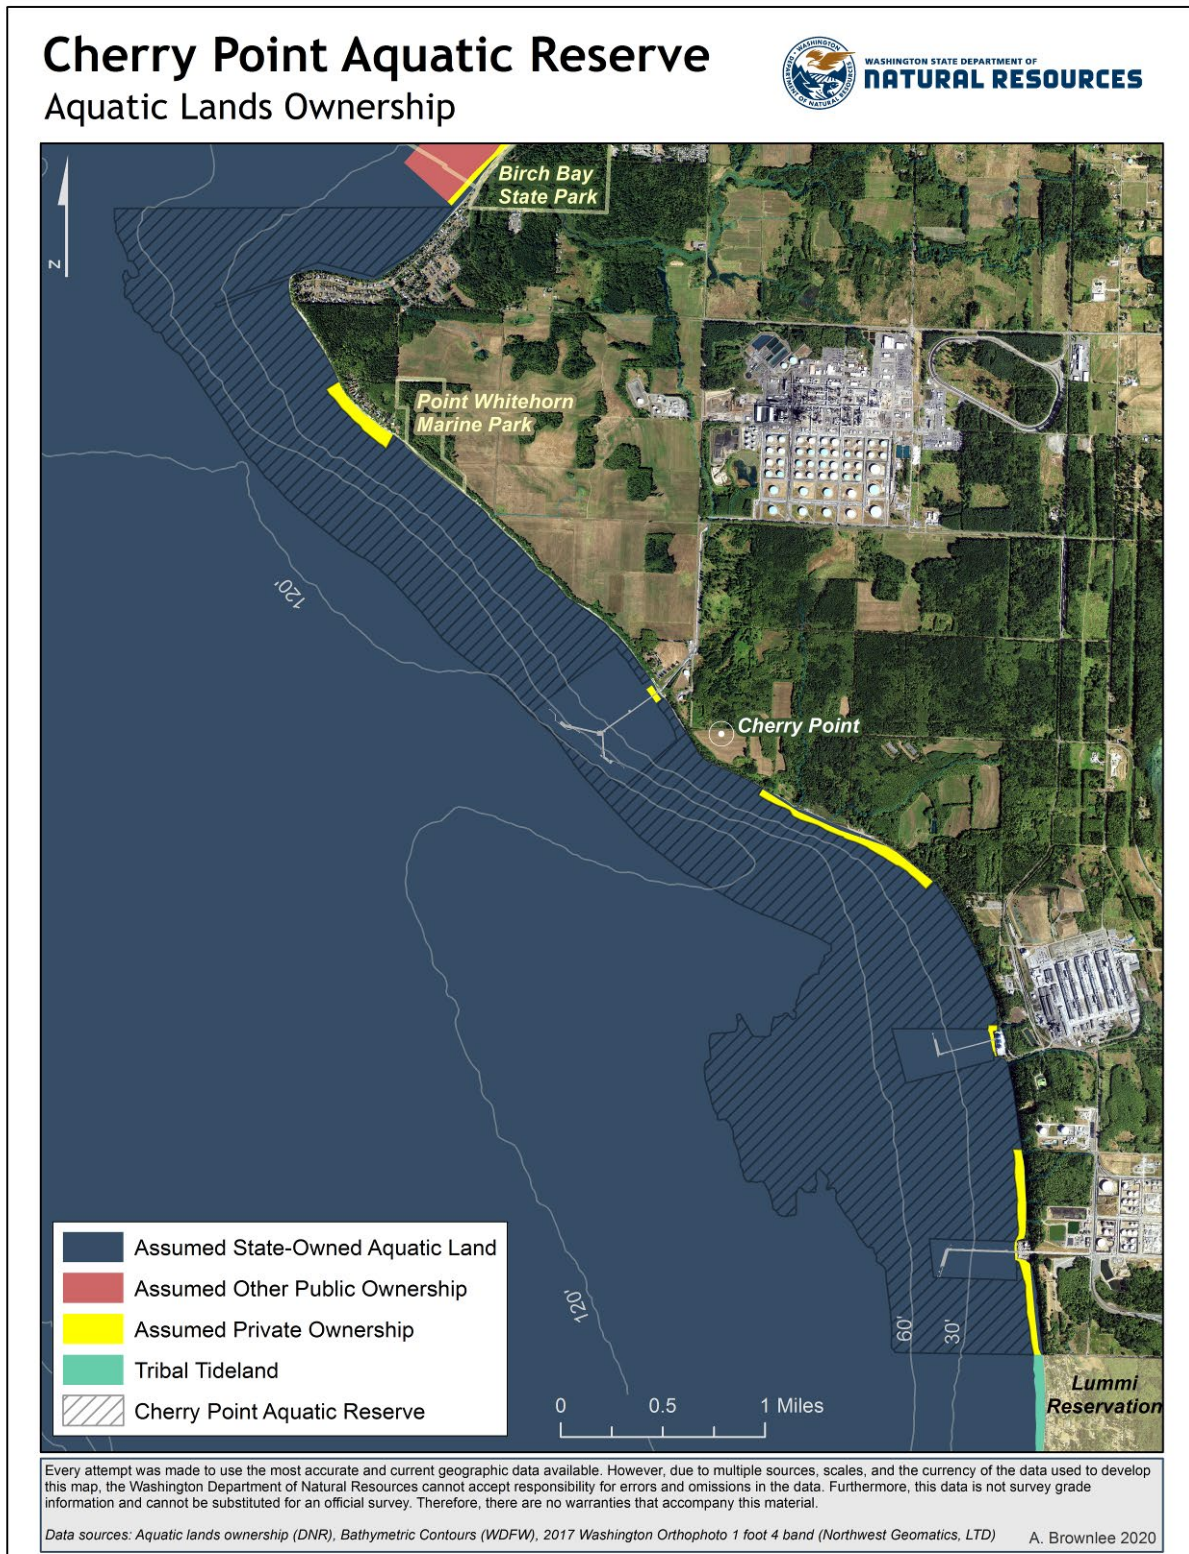 Cherry Point Aquatic Reserve
Aquatic Lands Ownership
WASHINGTON STATE DEPARTMENT OF
NATURAL RESOURCES
WASHINGTON
DEPARTMENT OF NATURAL RESOURCES
N
Birch Bay
State Park
Point Whitehorn
Marine Park
120'
Cherry Point
120'
60'
30'
Lummi
Reservation
Assumed State-Owned Aquatic Land
Assumed Other Public Ownership
Assumed Private Ownership
Tribal Tideland
Cherry Point Aquatic Reserve
0 0.5 1 Miles
Every attempt was made to use the most accurate and current geographic data available. However, due to multiple sources, scales, and the currency of the data used to develop
this map, the Washington Department of Natural Resources cannot accept responsibility for errors and omissions in the data. Furthermore, this data is not survey grade
information and cannot be substituted for an official survey. Therefore, there are no warranties that accompany this material.
Data sources: Aquatic lands ownership (DNR), Bathymetric Contours (WDFW), 2017 Washington Orthophoto 1 foot 4 band (Northwest Geomatics, LTD)
A. Brownlee 2020